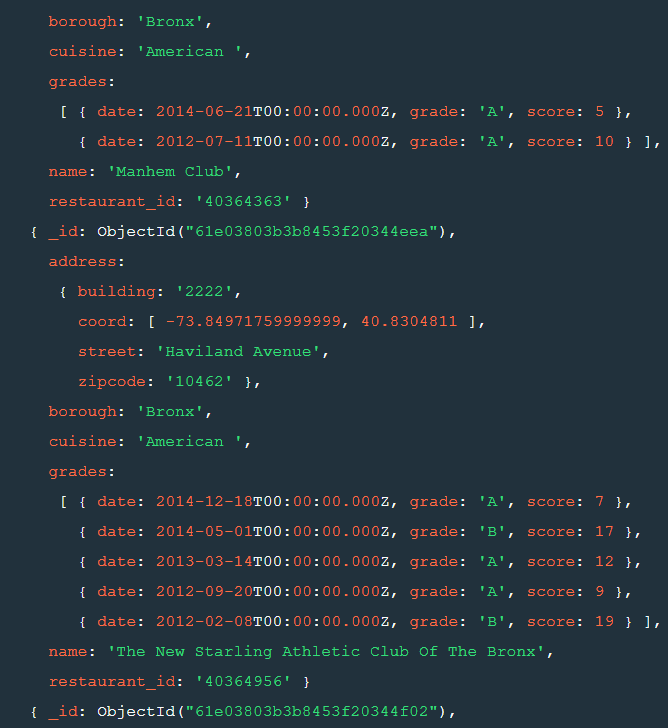 borough: 'Bronx',
cuisine: 'American ',
grades:
[ { date: 2014-06-21T00:00:00.000Z, grade: 'A', score: 5 },
{ date: 2012-07-11T00:00:00.000Z, grade: 'A', score: 10 } ],
name: 'Manhem Club',
restaurant_id: '40364363' }
{ _id: ObjectId("61e03803b3b8453f20344eea"),
address:
{ building: '2222',
coord: [ -73.84971759999999, 40.8304811 ],
street: 'Haviland Avenue',
zipcode: '10462' },
borough: 'Bronx',
cuisine: 'American ',
grades:
[ { date: 2014-12-18T00:00:00.000Z, grade: 'A', score: 7 },
{ date: 2014-05-01T00:00:00.000Z, grade: 'B', score: 17 },
{ date: 2013-03-14T00:00:00.000Z, grade: 'A', score: 12 },
{ date: 2012-09-20T00:00:00.000Z, grade: 'A', score: 9 },
{ date: 2012-02-08T00:00:00.000Z, grade: 'B', score: 19 } ],
name: 'The New Starling Athletic Club Of The Bronx',
restaurant_id: '40364956' }
{ _id: ObjectId("61e03803b3b8453f20344f02"),